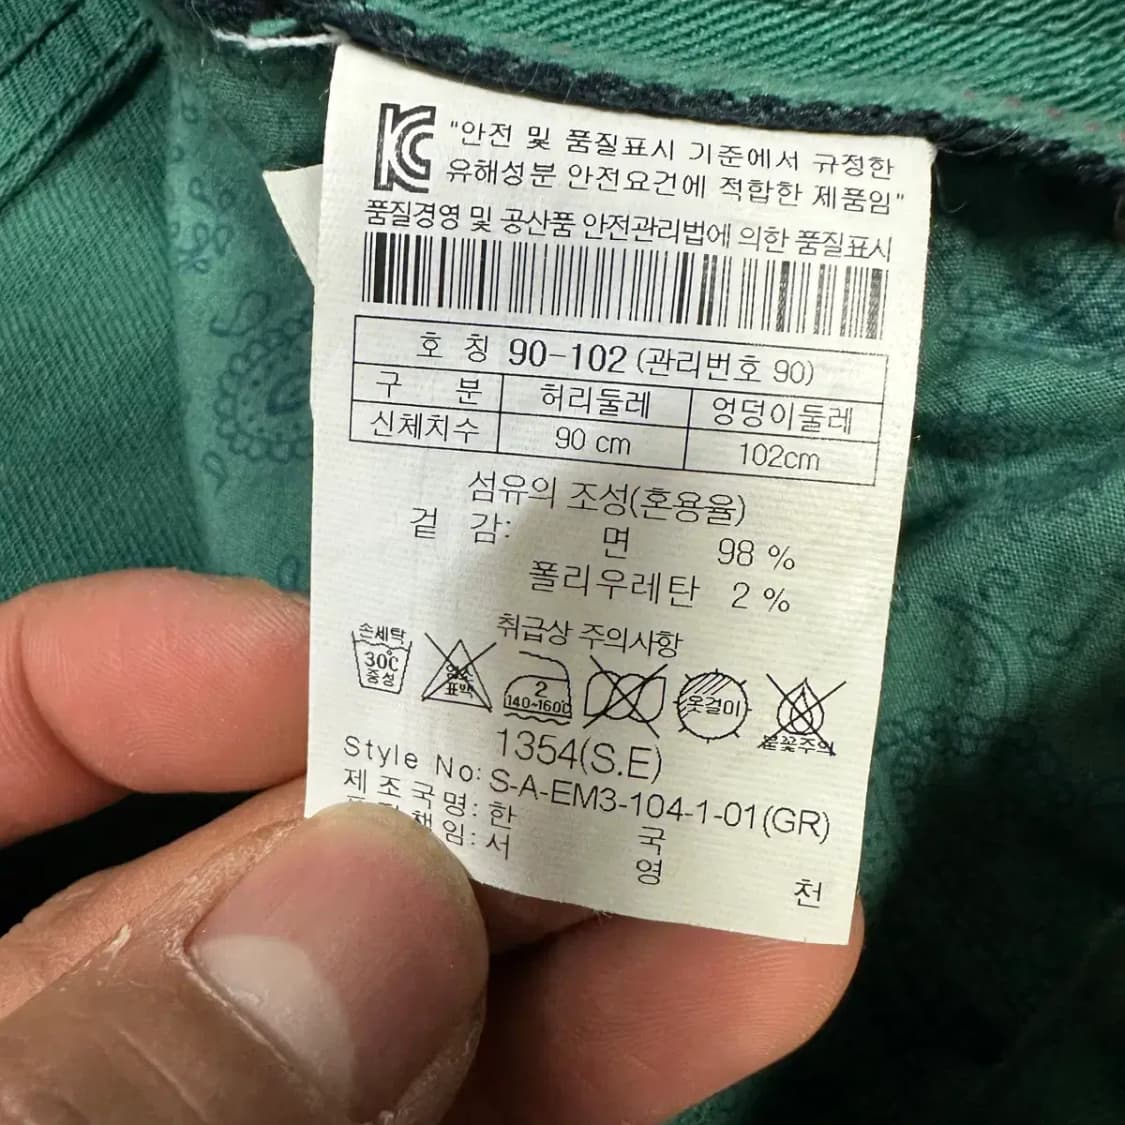 KC "안전 및 품질표시 기준에서 규정한
유해성분 안전요건에 적합한 제품임"
품질경영 및 공산품 안전관리법에 의한 품질표시
호 칭 90-102 (관리번호 90)
구 분 허리둘레 엉덩이둘레
신체치수 90 cm 102cm
섬유의 조성(혼용율)
겉 감: 면 98 %
폴리우레탄 2 %
취급상 주의사항
손세탁 30℃ 중성
염소 표백
2 140~160℃
옷걸이
불꽃주의
1354(S.E)
Style No: S-A-EM3-104-1-01(GR)
제 조 국 명: 한 국
책임: 서 영 천